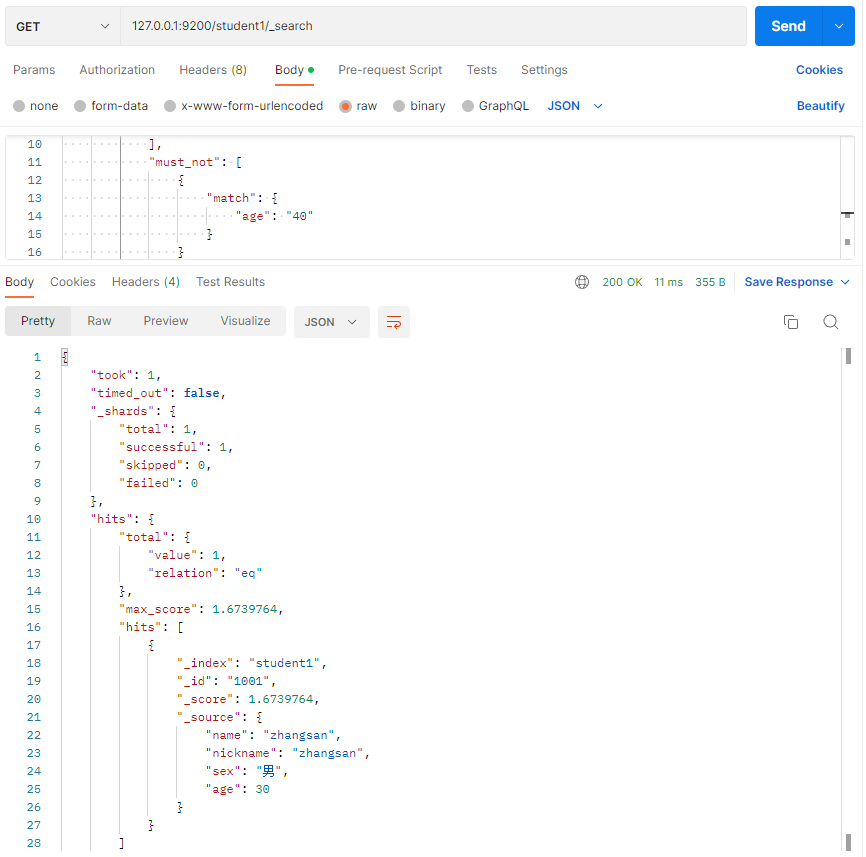 GET 127.0.0.1:9200/student1/_search Send
Params Authorization Headers (8) Body Pre-request Script Tests Settings Cookies
none form-data x-www-form-urlencoded raw binary GraphQL JSON Beautify
10 ],
11 "must_not": [
12 {
13 "match": {
14 "age": "40"
15 }
16 }
Body Cookies Headers (4) Test Results 200 OK 11 ms 355 B Save Response
Pretty Raw Preview Visualize JSON
1 {
2 "took": 1,
3 "timed_out": false,
4 "_shards": {
5 "total": 1,
6 "successful": 1,
7 "skipped": 0,
8 "failed": 0
9 },
10 "hits": {
11 "total": {
12 "value": 1,
13 "relation": "eq"
14 },
15 "max_score": 1.6739764,
16 "hits": [
17 {
18 "_index": "student1",
19 "_id": "1001",
20 "_score": 1.6739764,
21 "_source": {
22 "name": "zhangsan",
23 "nickname": "zhangsan",
24 "sex": "男",
25 "age": 30
26 }
27 }
28 ]